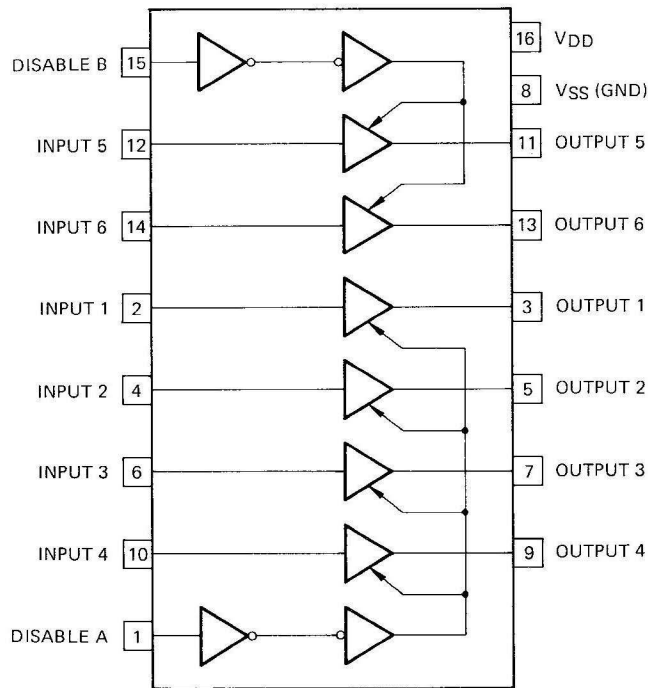 16 VDD
DISABLE B 15
8 VSS (GND)
INPUT 5 12 11 OUTPUT 5
INPUT 6 14 13 OUTPUT 6
INPUT 1 2 3 OUTPUT 1
INPUT 2 4 5 OUTPUT 2
INPUT 3 6 7 OUTPUT 3
INPUT 4 10 9 OUTPUT 4
DISABLE A 1